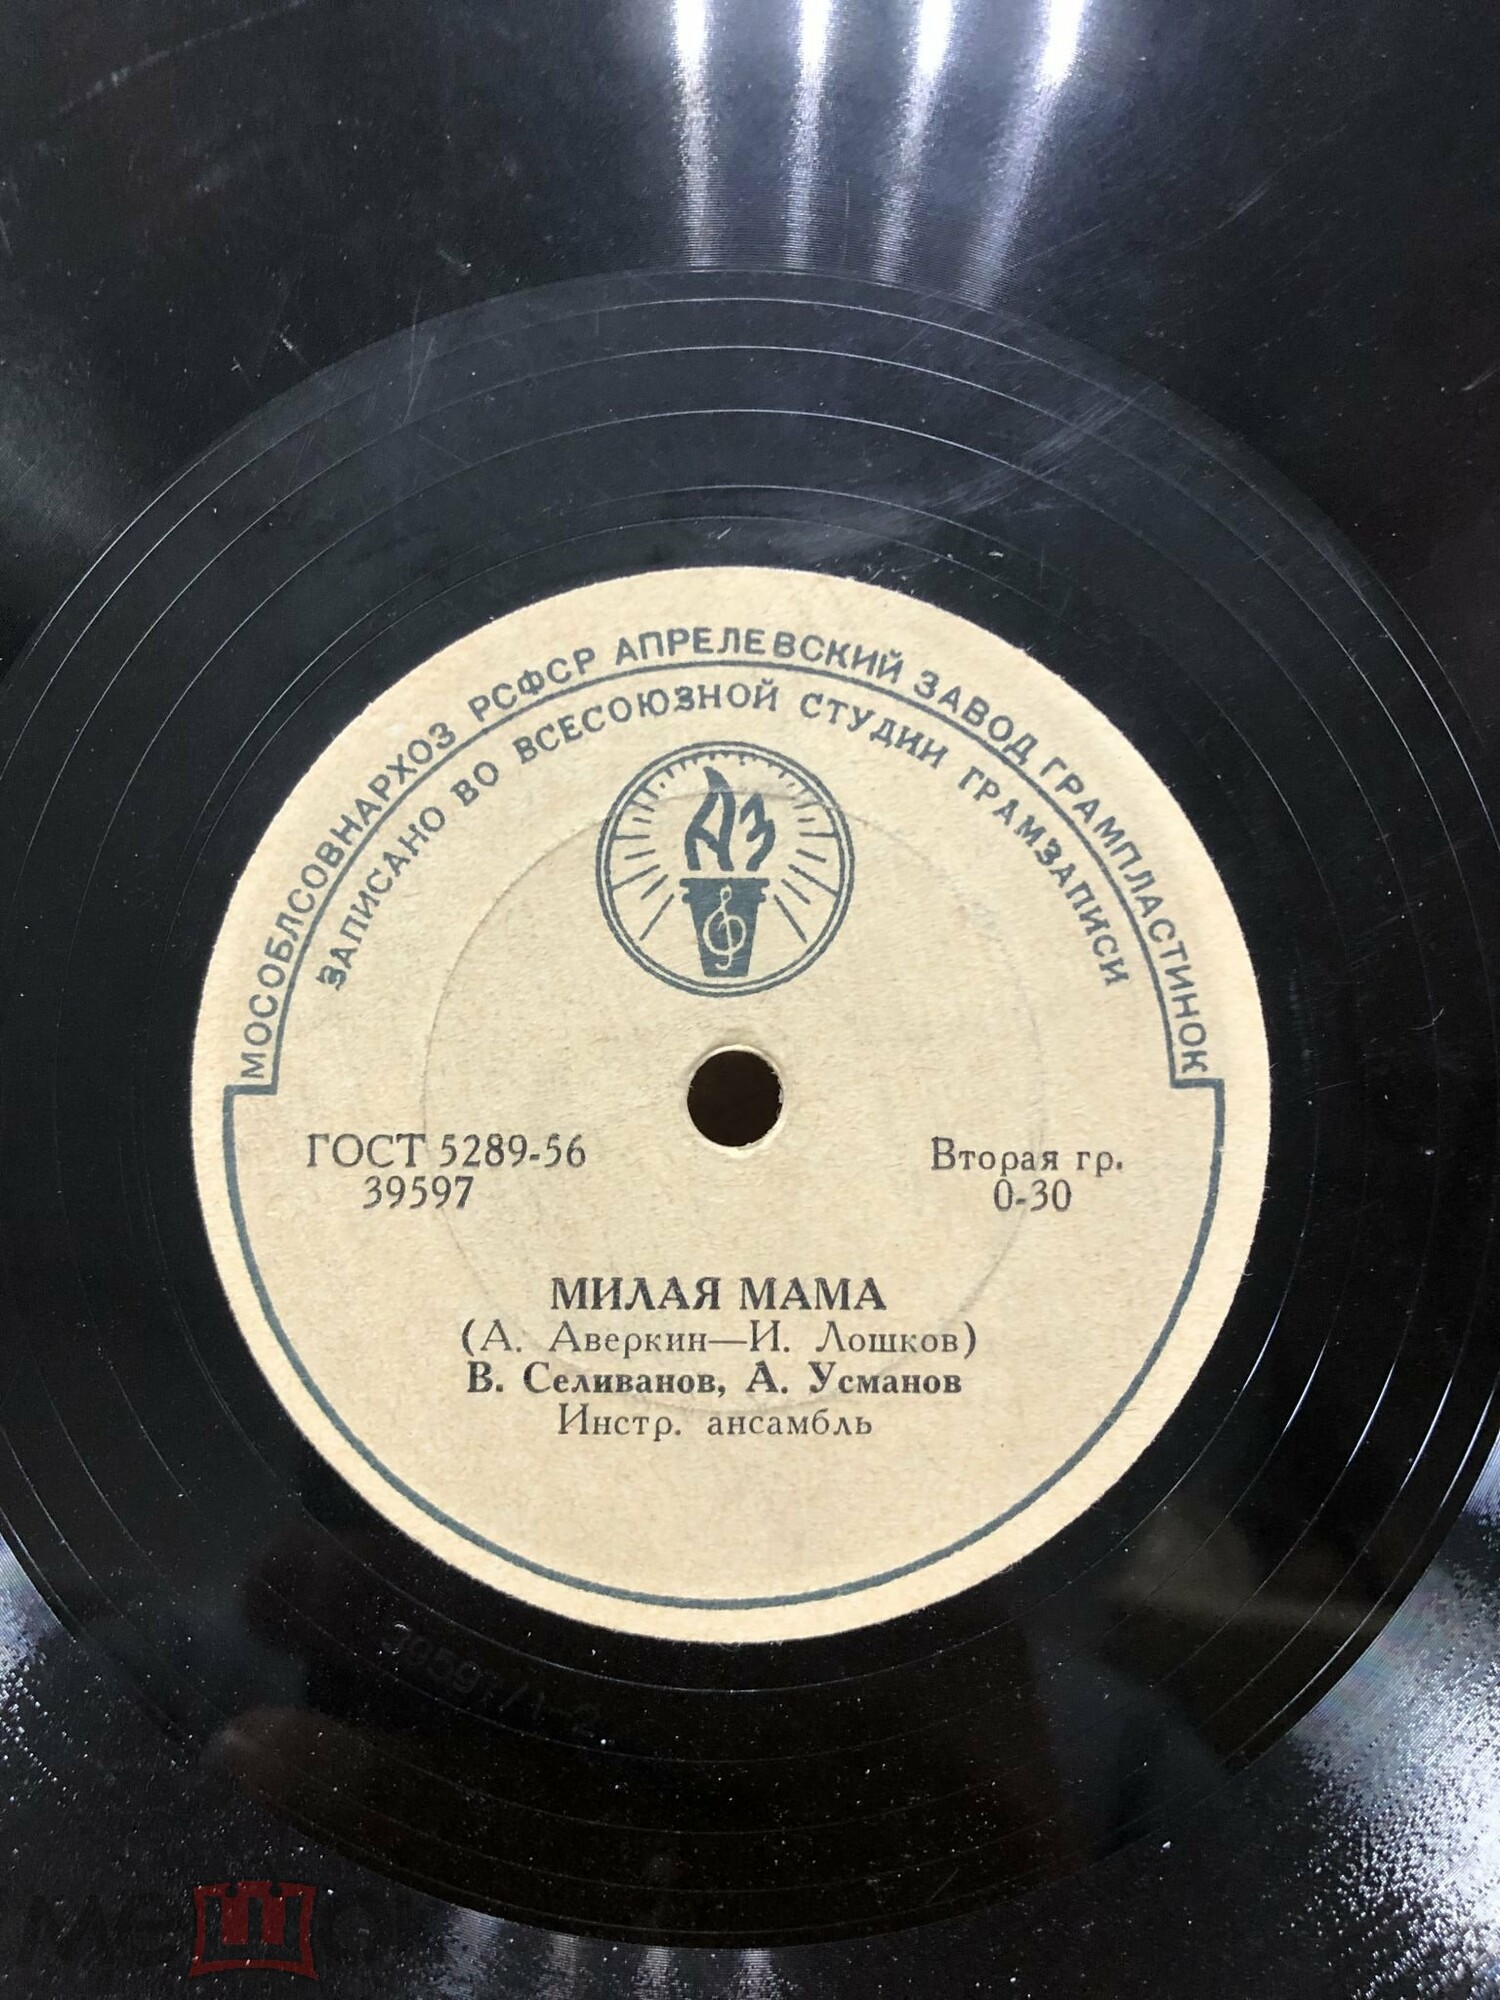 МОСОБЛСОВНАРХОЗ РСФСР АПРЕЛЕВСКИЙ ЗАВОД ГРАМПЛАСТИНОК
ЗАПИСАНО ВО ВСЕСОЮЗНОЙ СТУДИИ ГРАМЗАПИСИ
АЗ
ГОСТ 5289-56
39597
Вторая гр.
0-30
МИЛАЯ МАМА
(А. Аверкин—И. Лошков)
В. Селиванов, А. Усманов
Инстр. ансамбль